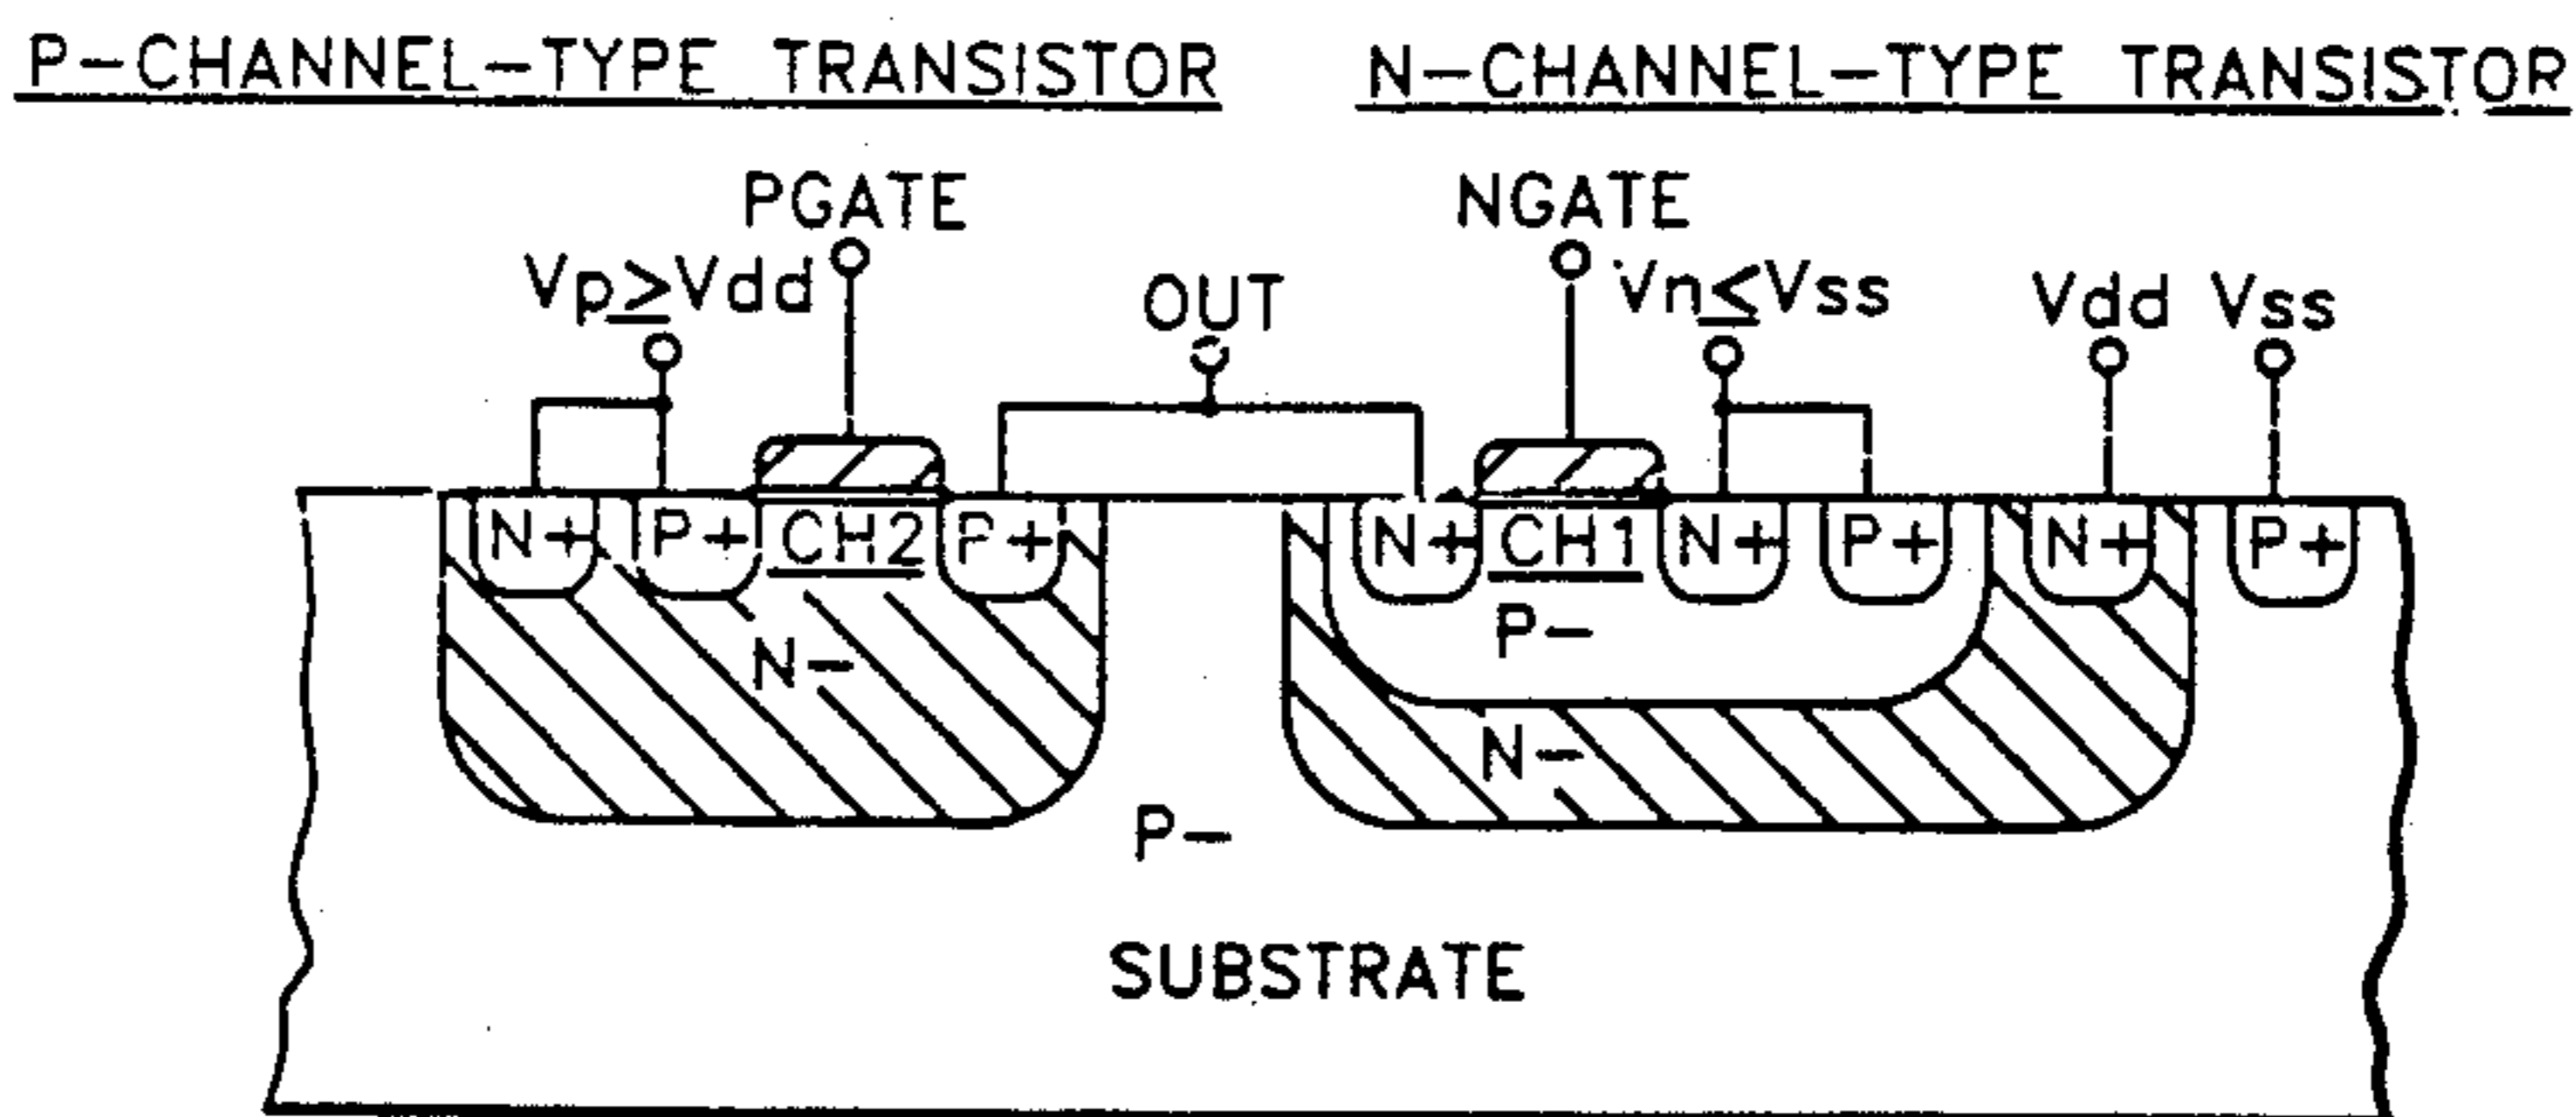 P-CHANNEL-TYPE TRANSISTOR N-CHANNEL-TYPE TRANSISTOR
PGATE NGATE
Vp≥Vdd OUT Vn≤Vss Vdd Vss
N+ P+ CH2 P+ N+ CH1 N+ P+ N+ P+
P-
N-
N-
P-
SUBSTRATE